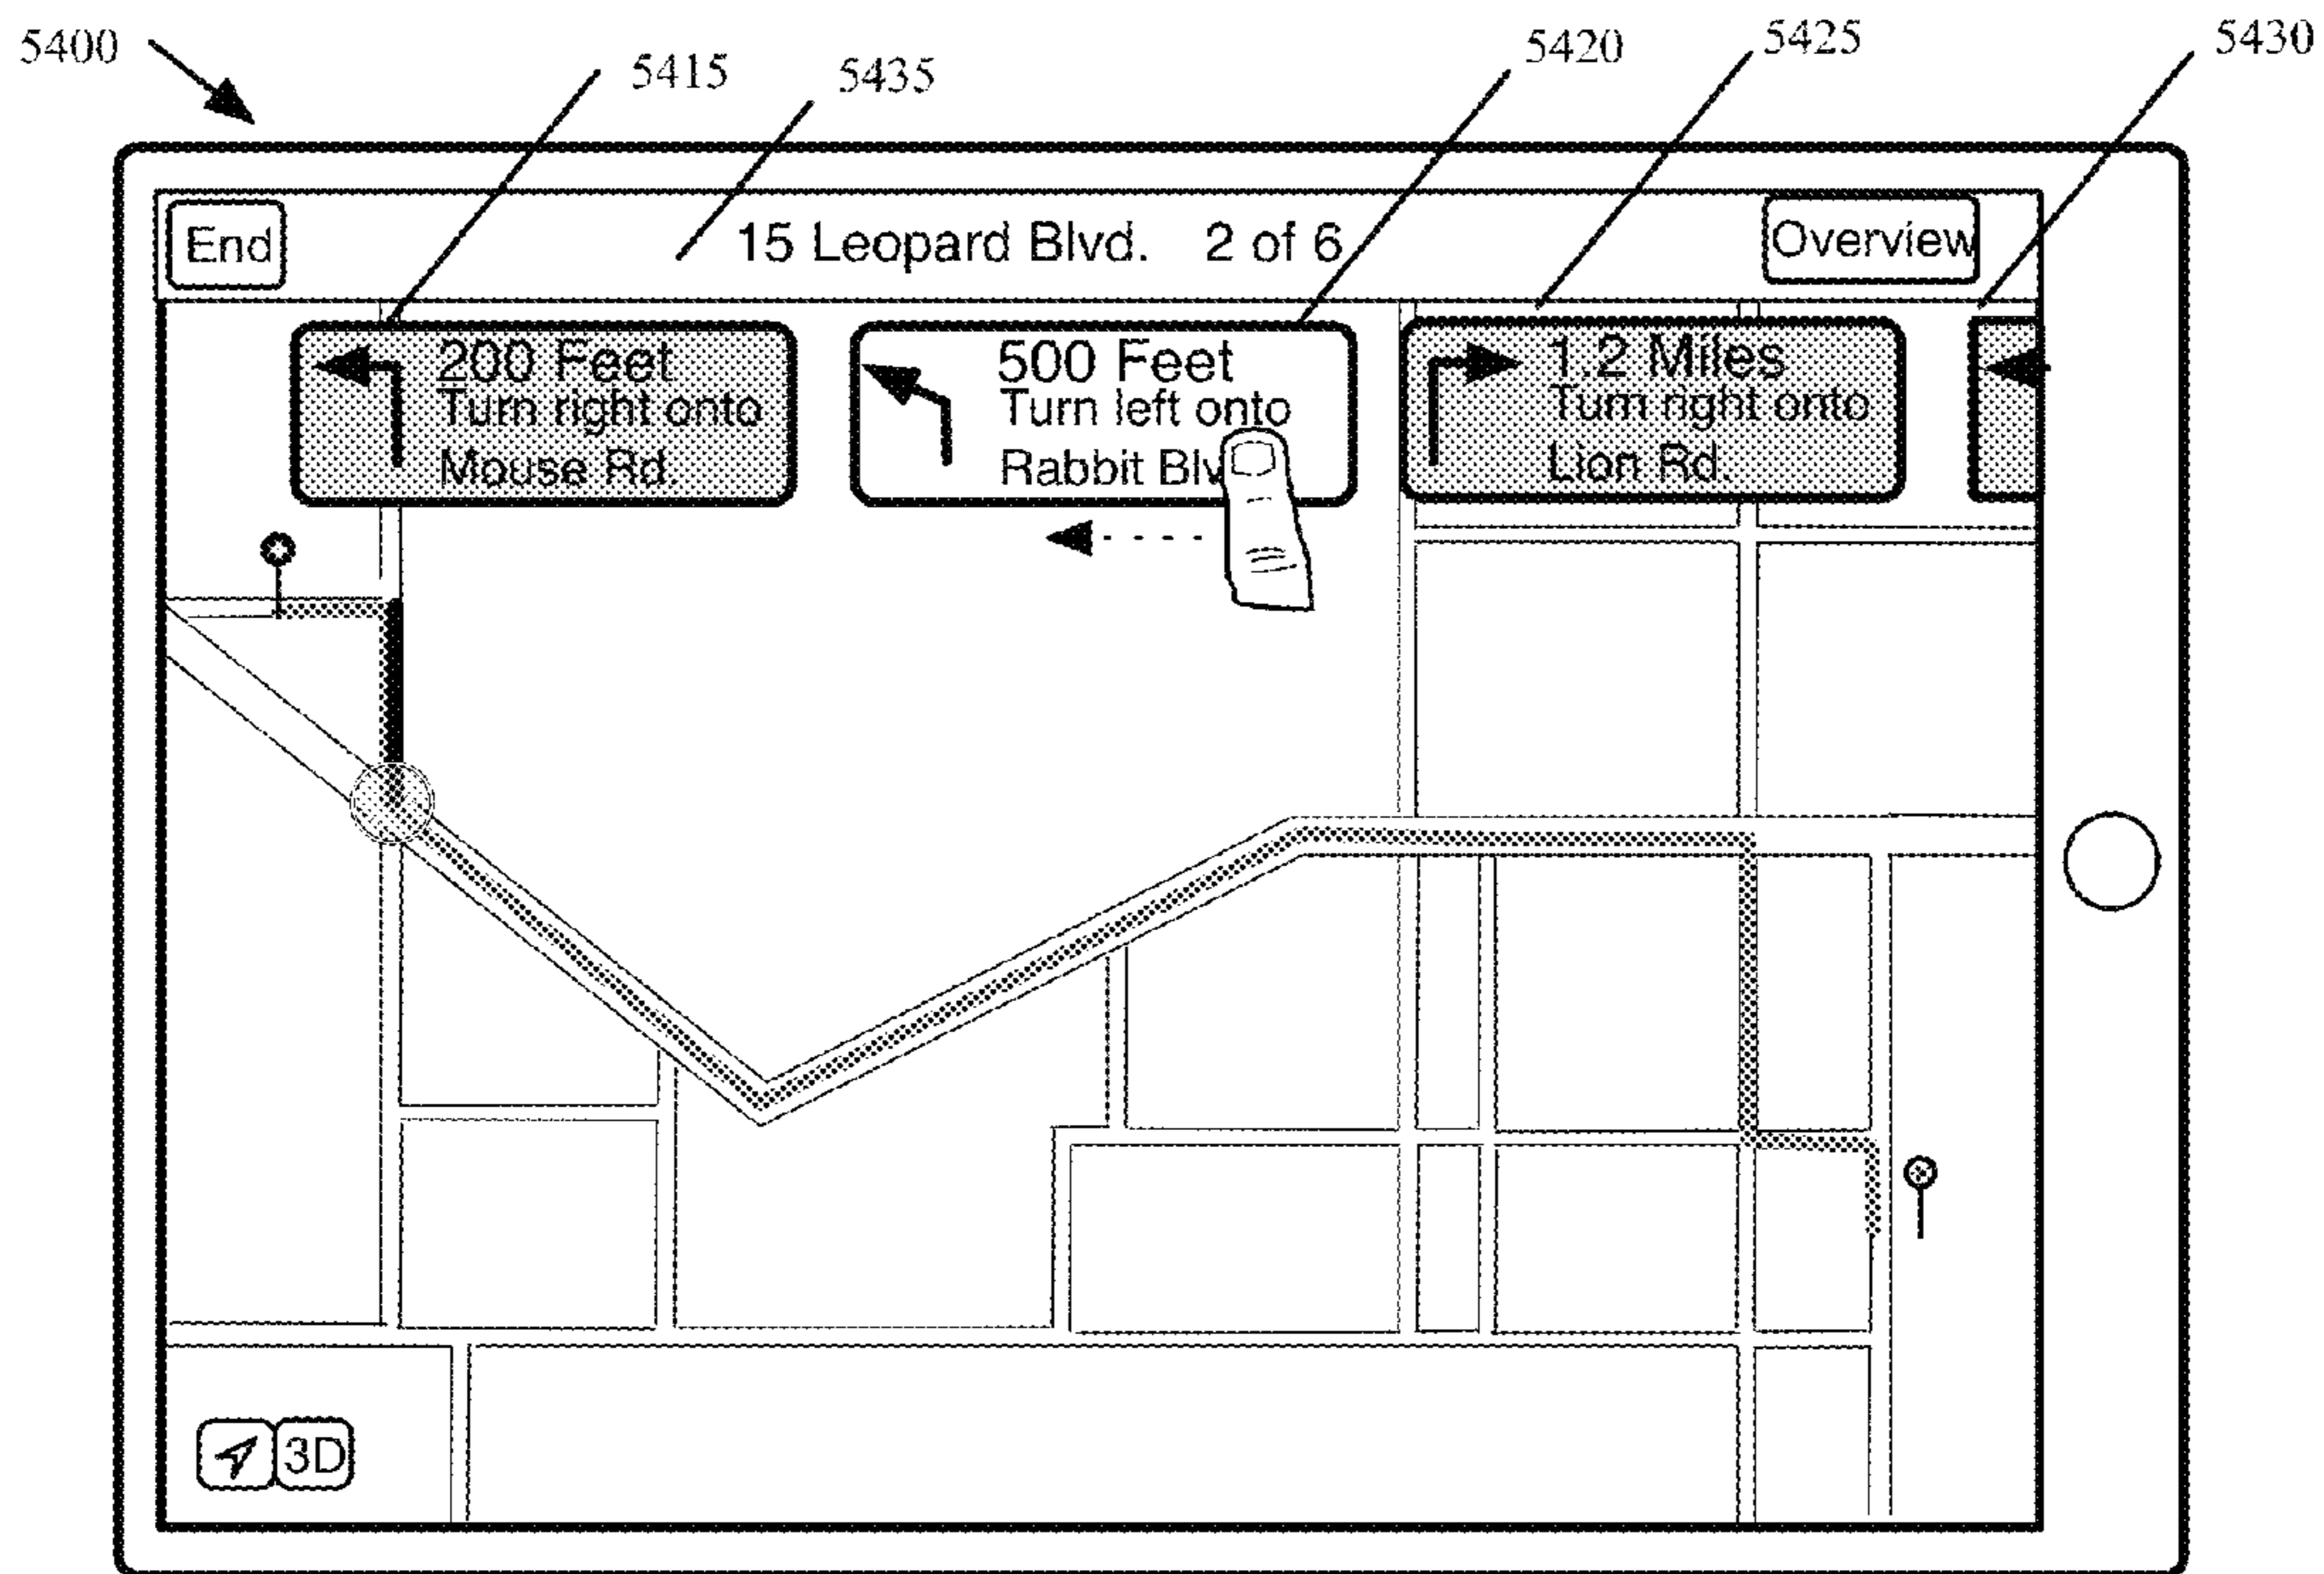 5400
5415
5435
5420
5425
5430
End
15 Leopard Blvd. 2 of 6
Overview
200 Feet
Turn right onto
Mouse Rd.
500 Feet
Turn left onto
Rabbit Blv
1.2 Miles
Turn right onto
Lion Rd.
3D